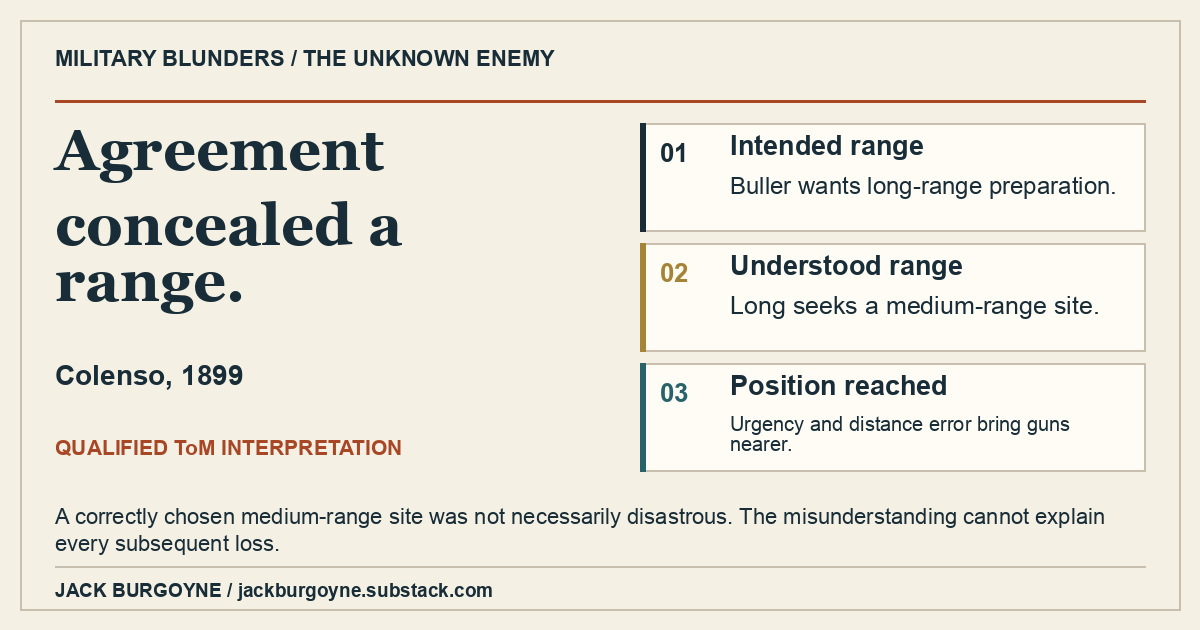 MILITARY BLUNDERS / THE UNKNOWN ENEMY
Agreement
concealed a
range.
Colenso, 1899
QUALIFIED ToM INTERPRETATION
01
Intended range
Buller wants long-range preparation.
02
Understood range
Long seeks a medium-range site.
03
Position reached
Urgency and distance error bring guns
nearer.
A correctly chosen medium-range site was not necessarily disastrous. The misunderstanding cannot explain
every subsequent loss.
JACK BURGOYNE / jackburgoyne.substack.com